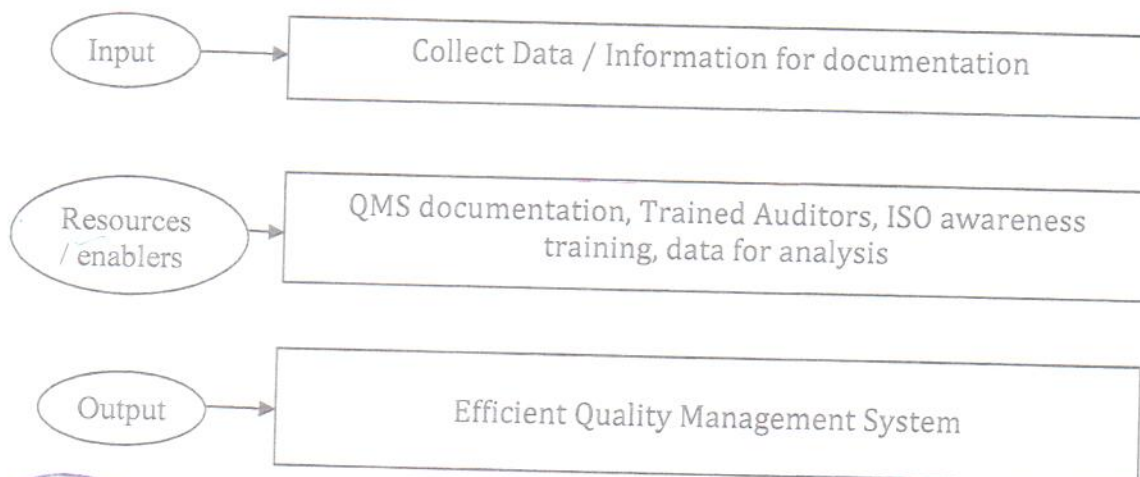 Input
Collect Data / Information for documentation
Resources
/ enablers
QMS documentation, Trained Auditors, ISO awareness
training, data for analysis
Output
Efficient Quality Management System